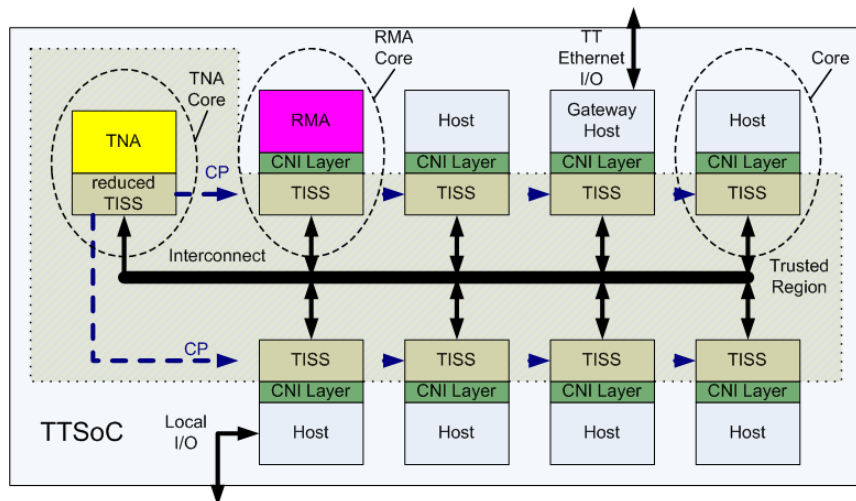 TNA
Core
RMA
Core
TT
Ethernet
I/O
Core
TNA
reduced
TISS
CP
RMA
CNI Layer
TISS
Host
CNI Layer
TISS
Gateway
Host
CNI Layer
TISS
Host
CNI Layer
TISS
Interconnect
Trusted
Region
CP
TISS
CNI Layer
Host
TISS
CNI Layer
Host
TISS
CNI Layer
Host
TISS
CNI Layer
Host
Local
I/O
TTSoC